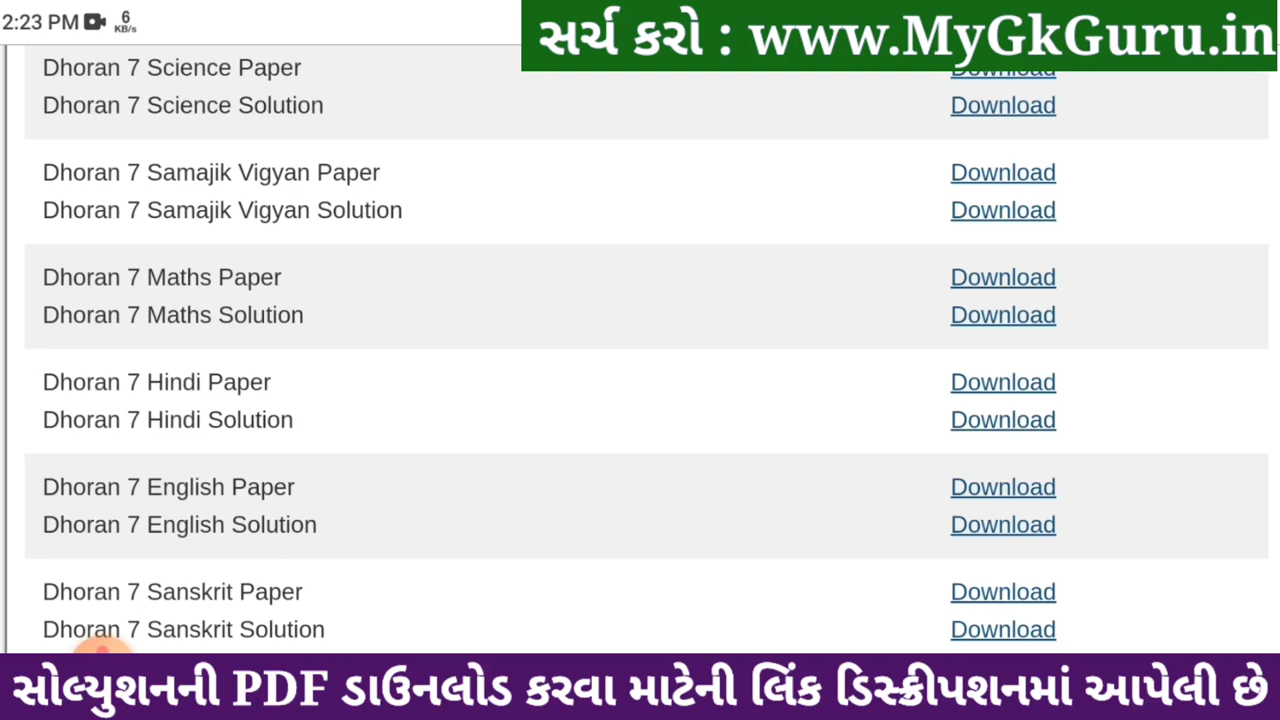 2:23 PM 6 KB/s
સર્ચ કરો : www.MyGkGuru.in
Dhoran 7 Science Paper Download
Dhoran 7 Science Solution Download
Dhoran 7 Samajik Vigyan Paper Download
Dhoran 7 Samajik Vigyan Solution Download
Dhoran 7 Maths Paper Download
Dhoran 7 Maths Solution Download
Dhoran 7 Hindi Paper Download
Dhoran 7 Hindi Solution Download
Dhoran 7 English Paper Download
Dhoran 7 English Solution Download
Dhoran 7 Sanskrit Paper Download
Dhoran 7 Sanskrit Solution Download
સોલ્યુશનની PDF ડાઉનલોડ કરવા માટેની લિંક ડિસ્ક્રીપશનમાં આપેલી છે